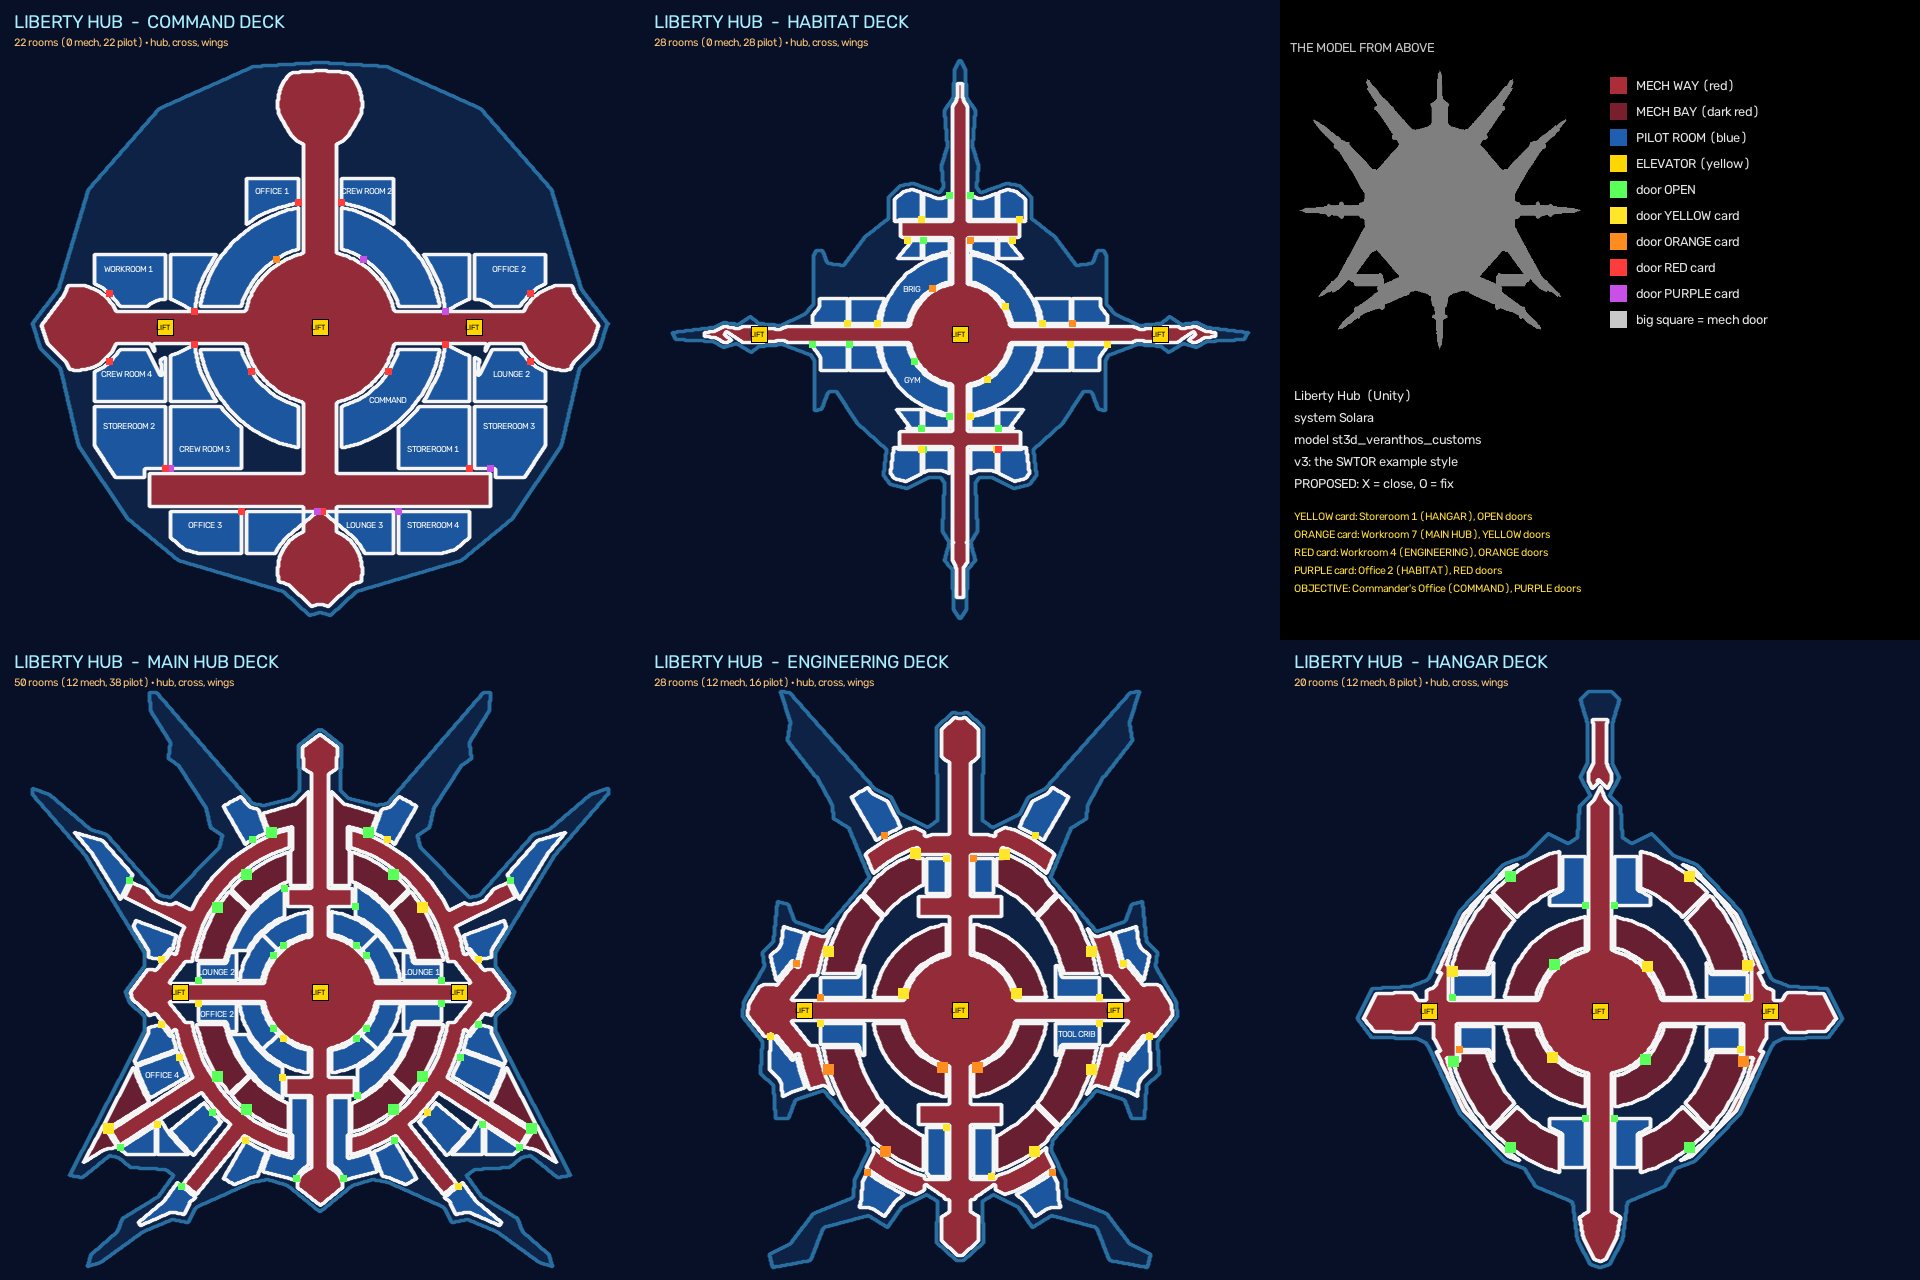 LIBERTY HUB - COMMAND DECK
22 rooms (0 mech, 22 pilot) • hub, cross, wings
OFFICE 1
CREW ROOM 2
WORKROOM 1
OFFICE 2
LIFT
LIFT
LIFT
CREW ROOM 4
LOUNGE 2
COMMAND
STOREROOM 2
STOREROOM 3
CREW ROOM 3
STOREROOM 1
OFFICE 3
LOUNGE 3
STOREROOM 4
LIBERTY HUB - HABITAT DECK
28 rooms (0 mech, 28 pilot) • hub, cross, wings
BRIG
LIFT
LIFT
LIFT
GYM
THE MODEL FROM ABOVE
MECH WAY (red)
MECH BAY (dark red)
PILOT ROOM (blue)
ELEVATOR (yellow)
door OPEN
door YELLOW card
door ORANGE card
door RED card
door PURPLE card
big square = mech door
Liberty Hub (Unity)
system Solara
model st3d_veranthos_customs
v3: the SWTOR example style
PROPOSED: X = close, O = fix
YELLOW card: Storeroom 1 (HANGAR), OPEN doors
ORANGE card: Workroom 7 (MAIN HUB), YELLOW doors
RED card: Workroom 4 (ENGINEERING), ORANGE doors
PURPLE card: Office 2 (HABITAT), RED doors
OBJECTIVE: Commander's Office (COMMAND), PURPLE doors
LIBERTY HUB - MAIN HUB DECK
50 rooms (12 mech, 38 pilot) • hub, cross, wings
LOUNGE 2
LOUNGE 1
LIFT
LIFT
LIFT
OFFICE 2
OFFICE 4
LIBERTY HUB - ENGINEERING DECK
28 rooms (12 mech, 16 pilot) • hub, cross, wings
LIFT
LIFT
LIFT
TOOL CRIB
LIBERTY HUB - HANGAR DECK
20 rooms (12 mech, 8 pilot) • hub, cross, wings
LIFT
LIFT
LIFT